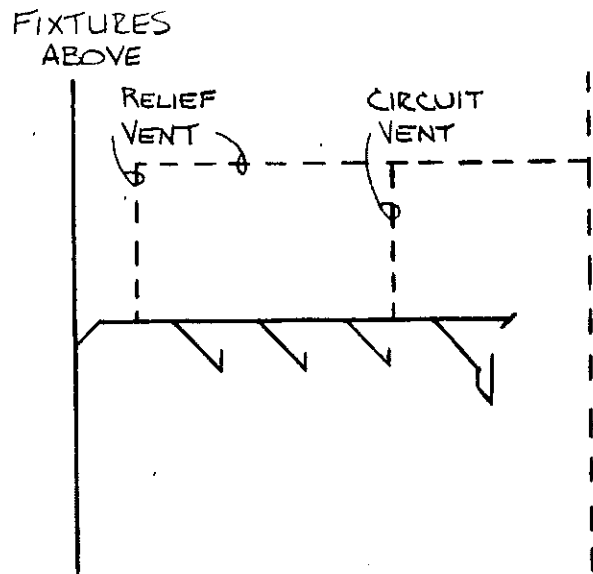 FIXTURES
ABOVE
RELIEF
VENT
CIRCUIT
VENT